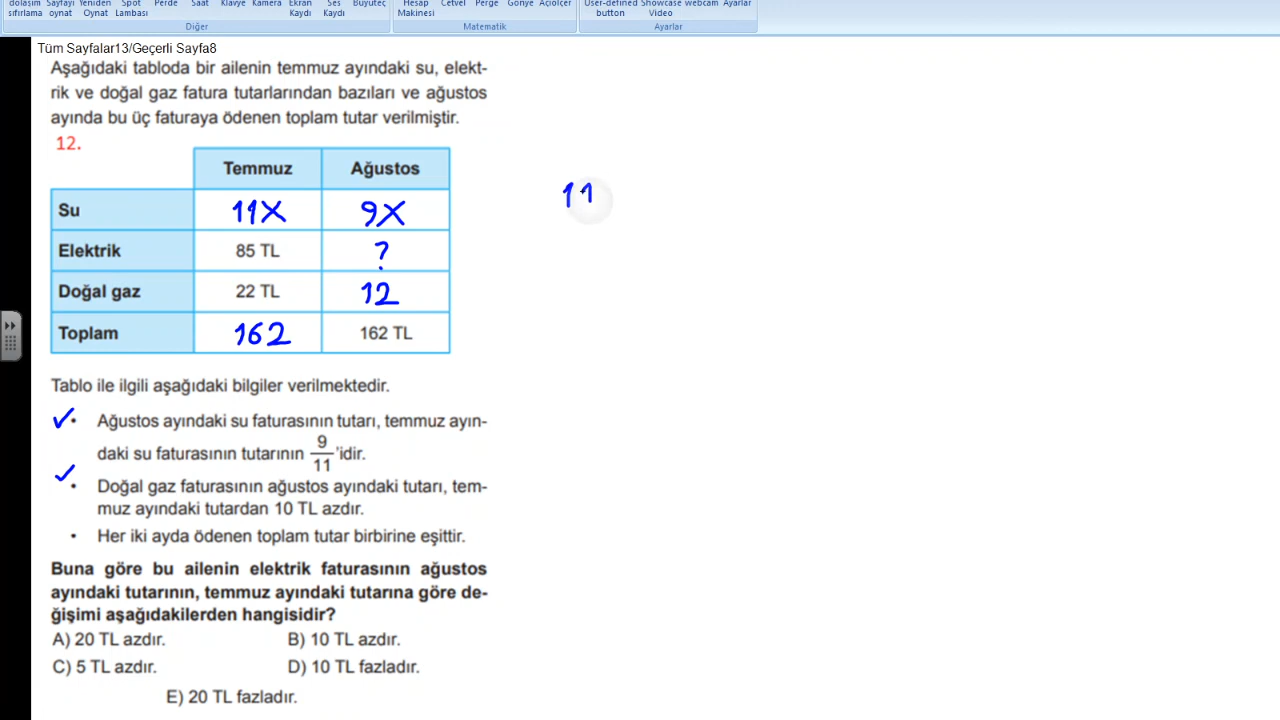 dolaşım Sayfayı Yeniden Perde Saat Klavye Kamera Ekran Ses Büyüteç Hesap Cetvel Perge Gönye Açıölçer User-defined Showcase webcam Ayarlar
sıfırlama oynat Oynat Lambası Kaydı Kaydı Makinesi button Video
Diğer Matematik Ayarlar
Tüm Sayfalar13/Geçerli Sayfa8
Aşağıdaki tabloda bir ailenin temmuz ayındaki su, elekt-
rik ve doğal gaz fatura tutarlarından bazıları ve ağustos
ayında bu üç faturaya ödenen toplam tutar verilmiştir.
12.
Temmuz Ağustos
Su 11X 9X
Elektrik 85 TL ?
Doğal gaz 22 TL 12
Toplam 162 162 TL
11
Tablo ile ilgili aşağıdaki bilgiler verilmektedir.
• Ağustos ayındaki su faturasının tutarı, temmuz ayın-
daki su faturasının tutarının 9/11 'idir.
• Doğal gaz faturasının ağustos ayındaki tutarı, tem-
muz ayındaki tutardan 10 TL azdır.
• Her iki ayda ödenen toplam tutar birbirine eşittir.
Buna göre bu ailenin elektrik faturasının ağustos
ayındaki tutarının, temmuz ayındaki tutarına göre de-
ğişimi aşağıdakilerden hangisidir?
A) 20 TL azdır. B) 10 TL azdır.
C) 5 TL azdır. D) 10 TL fazladır.
E) 20 TL fazladır.